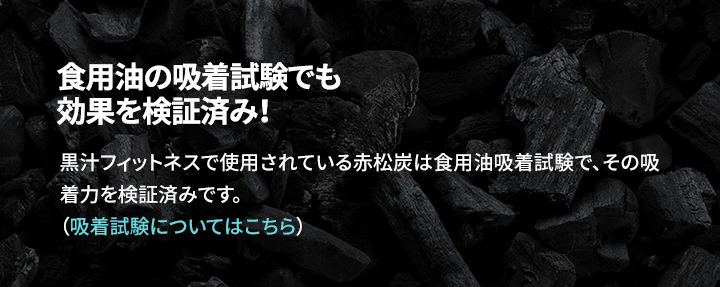 食用油の吸着試験でも
効果を検証済み!
黒汁フィットネスで使用されている赤松炭は食用油吸着試験で、その吸
着力を検証済みです。
（吸着試験についてはこちら）